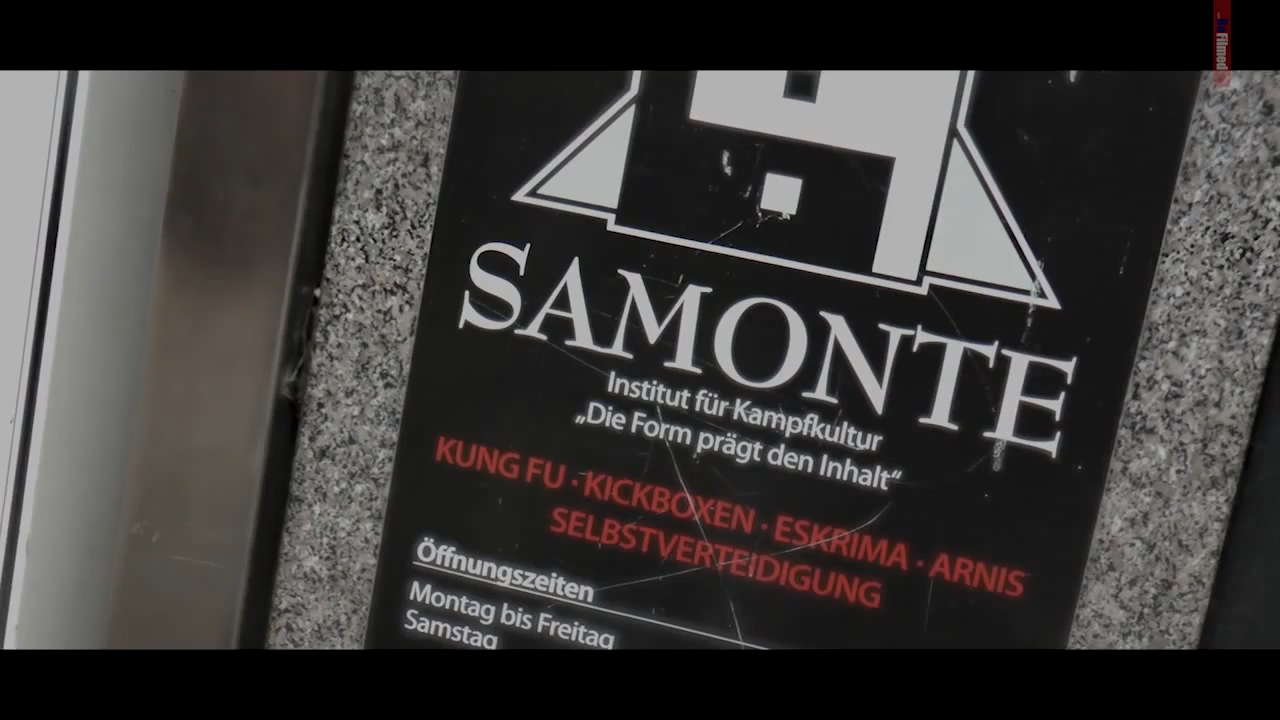 SAMONTE
Institut für Kampfkultur
„Die Form prägt den Inhalt“
KUNG FU · KICKBOXEN · ESKRIMA · ARNIS
SELBSTVERTEIDIGUNG
Öffnungszeiten
Montag bis Freitag
Samstag